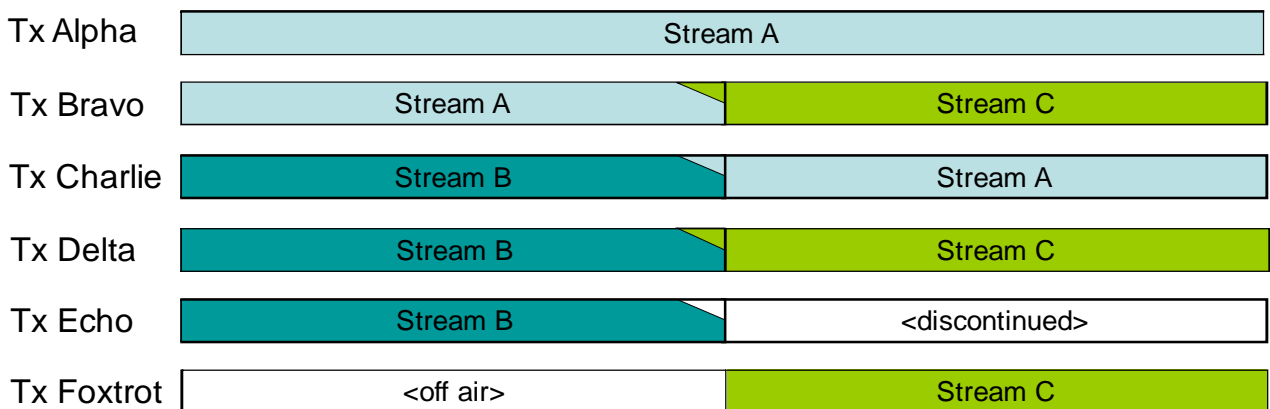 Tx Alpha Stream A
Tx Bravo Stream A Stream C
Tx Charlie Stream B Stream A
Tx Delta Stream B Stream C
Tx Echo Stream B <discontinued>
Tx Foxtrot <off air> Stream C